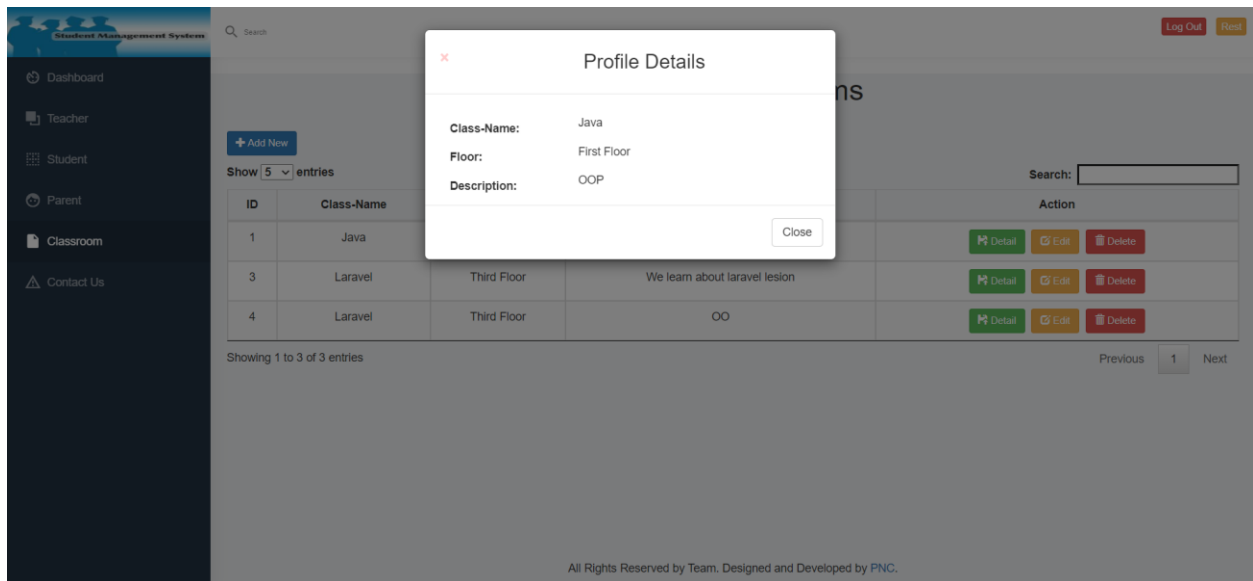 Student Management System
Search
Log Out Rest
Dashboard
Teacher
Student
Parent
Classroom
Contact Us
Profile Details
Class-Name: Java
Floor: First Floor
Description: OOP
Close
Add New
Show 5 entries
Search:
ID Class-Name Action
1 Java Detail Edit Delete
3 Laravel Third Floor We learn about laravel lesion Detail Edit Delete
4 Laravel Third Floor OO Detail Edit Delete
Showing 1 to 3 of 3 entries
Previous 1 Next
All Rights Reserved by Team. Designed and Developed by PNC.